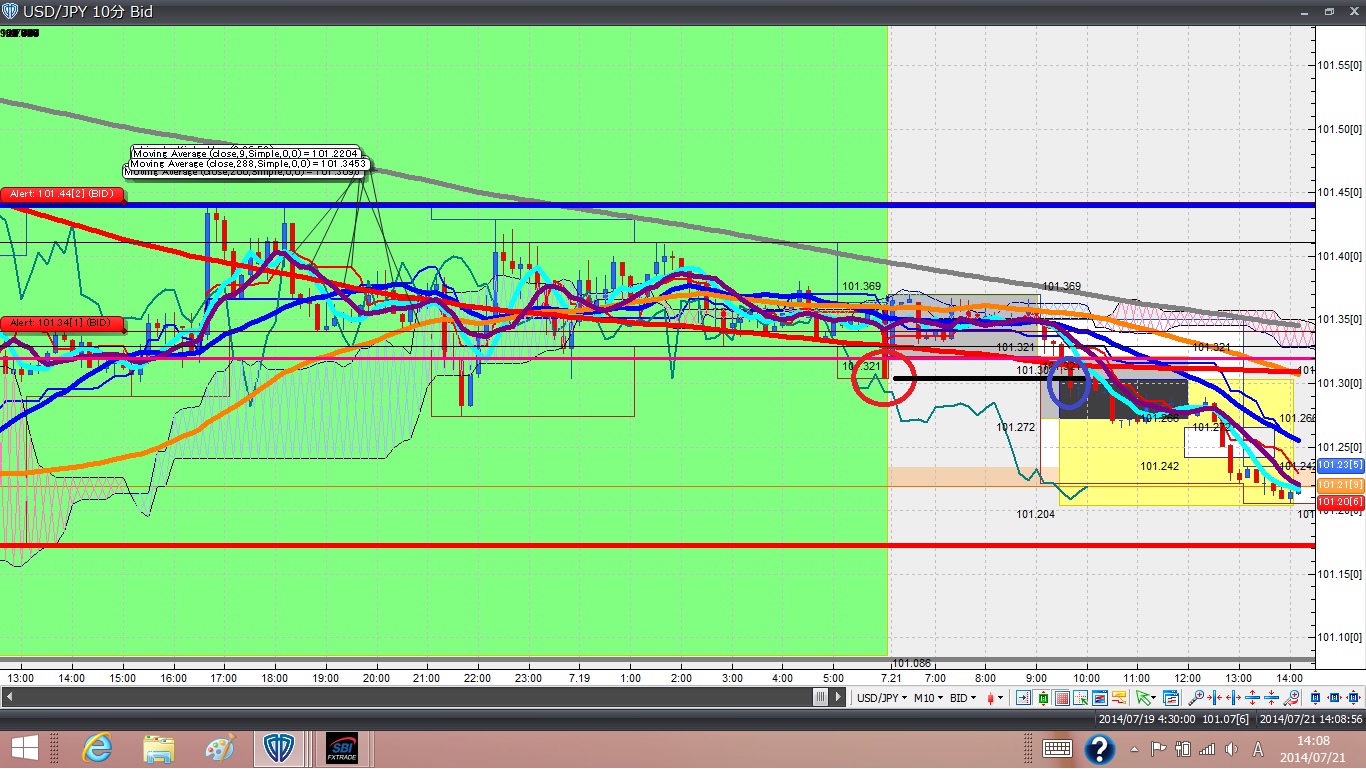 USD/JPY 10分 Bid
Moving Average (close,9,Simple,0,0) = 101.2204
Moving Average (close,288,Simple,0,0) = 101.3453
Moving Average (close,200,Simple,0,0) =
Alert: 101.44[2] (BID)
Alert: 101.34[1] (BID)
101.369
101.369
101.321
101.321
101.321
101.272
101.266
101.272
101.266
101.242
101.204
101.086
101.55[0]
101.50[0]
101.45[0]
101.40[0]
101.35[0]
101.30[0]
101.25[0]
101.23[5]
101.21[9]
101.20[6]
101.15[0]
101.10[0]
13:00 14:00 15:00 16:00 17:00 18:00 19:00 20:00 21:00 22:00 23:00 7.19 1:00 2:00 3:00 4:00 5:00 7.21 7:00 8:00 9:00 10:00 11:00 12:00 13:00 14:00
USD/JPY M10 BID
2014/07/19 4:30:00 101.07[6] 2014/07/21 14:08:56
SBI
FXTRADE
A
14:08
2014/07/21